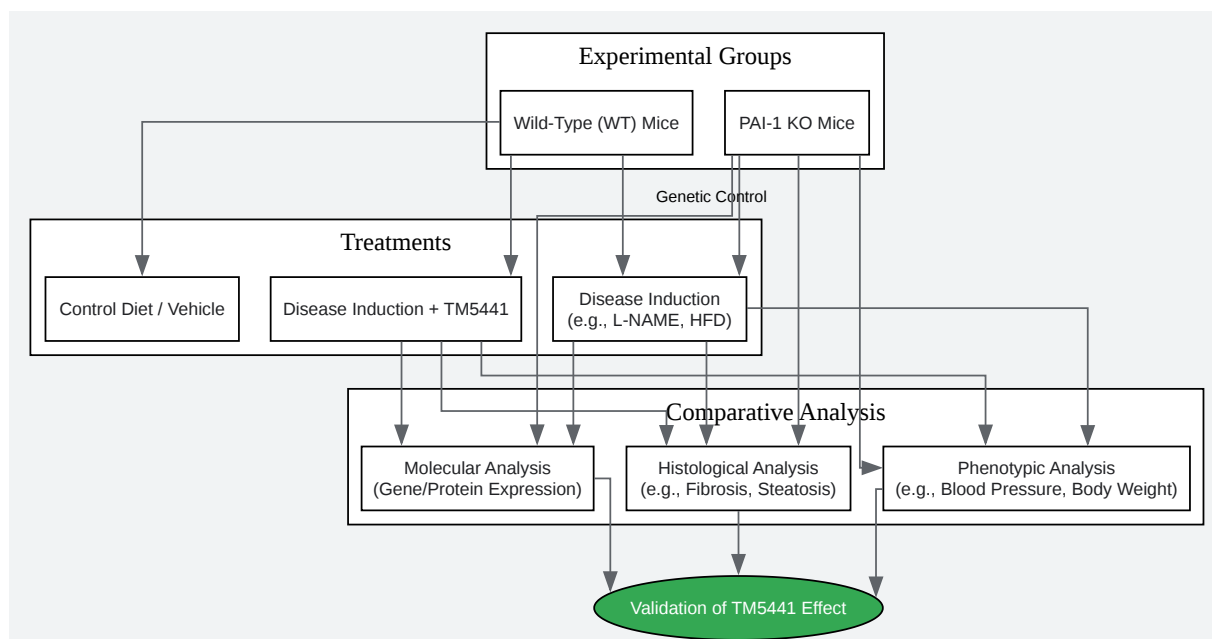 Experimental Groups
Wild-Type (WT) Mice
PAI-1 KO Mice
Genetic Control
Treatments
Control Diet / Vehicle
Disease Induction + TM5441
Disease Induction
(e.g., L-NAME, HFD)
Comparative Analysis
Molecular Analysis
(Gene/Protein Expression)
Histological Analysis
(e.g., Fibrosis, Steatosis)
Phenotypic Analysis
(e.g., Blood Pressure, Body Weight)
Validation of TM5441 Effect